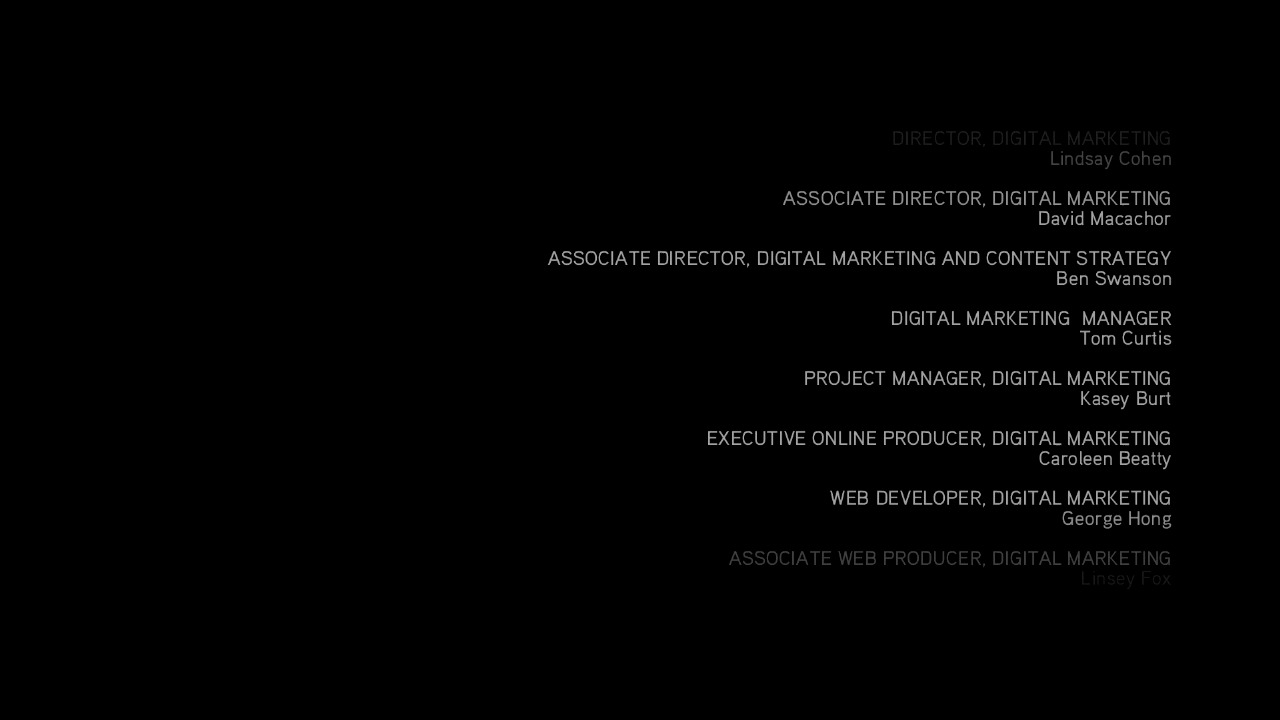 DIRECTOR, DIGITAL MARKETING
Lindsay Cohen
ASSOCIATE DIRECTOR, DIGITAL MARKETING
David Macachor
ASSOCIATE DIRECTOR, DIGITAL MARKETING AND CONTENT STRATEGY
Ben Swanson
DIGITAL MARKETING  MANAGER
Tom Curtis
PROJECT MANAGER, DIGITAL MARKETING
Kasey Burt
EXECUTIVE ONLINE PRODUCER, DIGITAL MARKETING
Caroleen Beatty
WEB DEVELOPER, DIGITAL MARKETING
George Hong
ASSOCIATE WEB PRODUCER, DIGITAL MARKETING
Linsey Fox